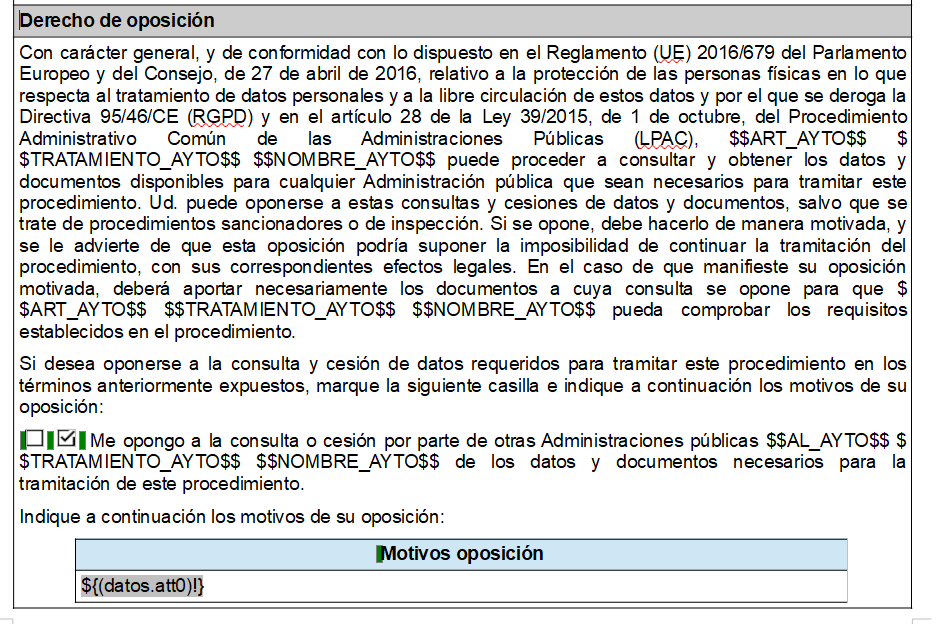 Derecho de oposición
Con carácter general, y de conformidad con lo dispuesto en el Reglamento (UE) 2016/679 del Parlamento
Europeo y del Consejo, de 27 de abril de 2016, relativo a la protección de las personas físicas en lo que
respecta al tratamiento de datos personales y a la libre circulación de estos datos y por el que se deroga la
Directiva 95/46/CE (RGPD) y en el artículo 28 de la Ley 39/2015, de 1 de octubre, del Procedimiento
Administrativo Común de las Administraciones Públicas (LPAC), $$ART_AYTO$$ $
$TRATAMIENTO_AYTO$$ $$NOMBRE_AYTO$$ puede proceder a consultar y obtener los datos y
documentos disponibles para cualquier Administración pública que sean necesarios para tramitar este
procedimiento. Ud. puede oponerse a estas consultas y cesiones de datos y documentos, salvo que se
trate de procedimientos sancionadores o de inspección. Si se opone, debe hacerlo de manera motivada, y
se le advierte de que esta oposición podría suponer la imposibilidad de continuar la tramitación del
procedimiento, con sus correspondientes efectos legales. En el caso de que manifieste su oposición
motivada, deberá aportar necesariamente los documentos a cuya consulta se opone para que $
$ART_AYTO$$ $$TRATAMIENTO_AYTO$$ $$NOMBRE_AYTO$$ pueda comprobar los requisitos
establecidos en el procedimiento.
Si desea oponerse a la consulta y cesión de datos requeridos para tramitar este procedimiento en los
términos anteriormente expuestos, marque la siguiente casilla e indique a continuación los motivos de su
oposición:
Me opongo a la consulta o cesión por parte de otras Administraciones públicas $$AL_AYTO$$ $
$TRATAMIENTO_AYTO$$ $$NOMBRE_AYTO$$ de los datos y documentos necesarios para la
tramitación de este procedimiento.
Indique a continuación los motivos de su oposición:
Motivos oposición
${(datos.att0)!}